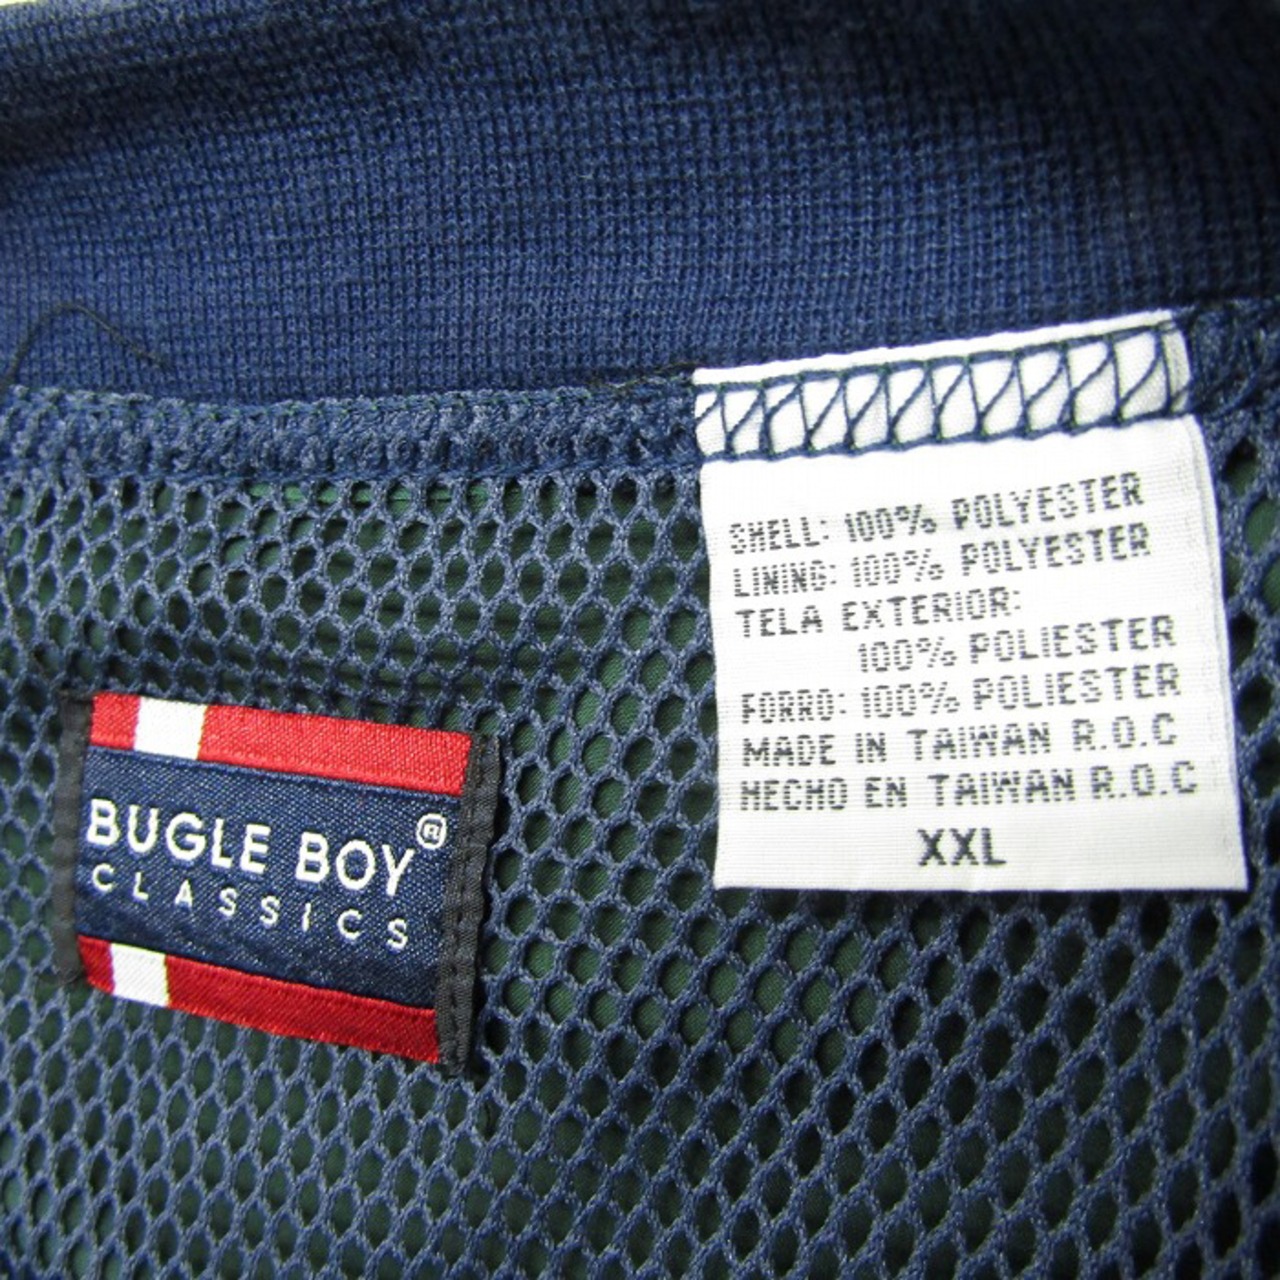 BUGLE BOY®
CLASSICS
SHELL: 100% POLYESTER
LINING: 100% POLYESTER
TELA EXTERIOR:
100% POLIESTER
FORRO: 100% POLIESTER
MADE IN TAIWAN R.O.C
HECHO EN TAIWAN R.O.C
XXL